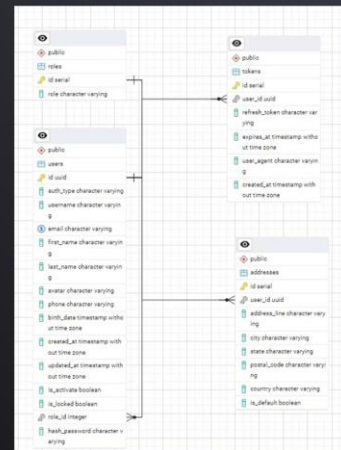 public
roles
id serial
role character varying
public
users
id uuid
auth_type character varying
username character varyin
g
email character varying
first_name character varyin
g
last_name character varyin
g
avatar character varying
phone character varying
birth_date timestamp witho
ut time zone
created_at timestamp with
out time zone
updated_at timestamp with
out time zone
is_activate boolean
is_locked boolean
role_id integer
hash_password character v
arying
public
tokens
id serial
user_id uuid
refresh_token character var
ying
expires_at timestamp witho
ut time zone
user_agent character varyin
g
created_at timestamp with
out time zone
public
addresses
id serial
user_id uuid
address_line character vary
ing
city character varying
state character varying
postal_code character varyi
ng
country character varying
is_default boolean